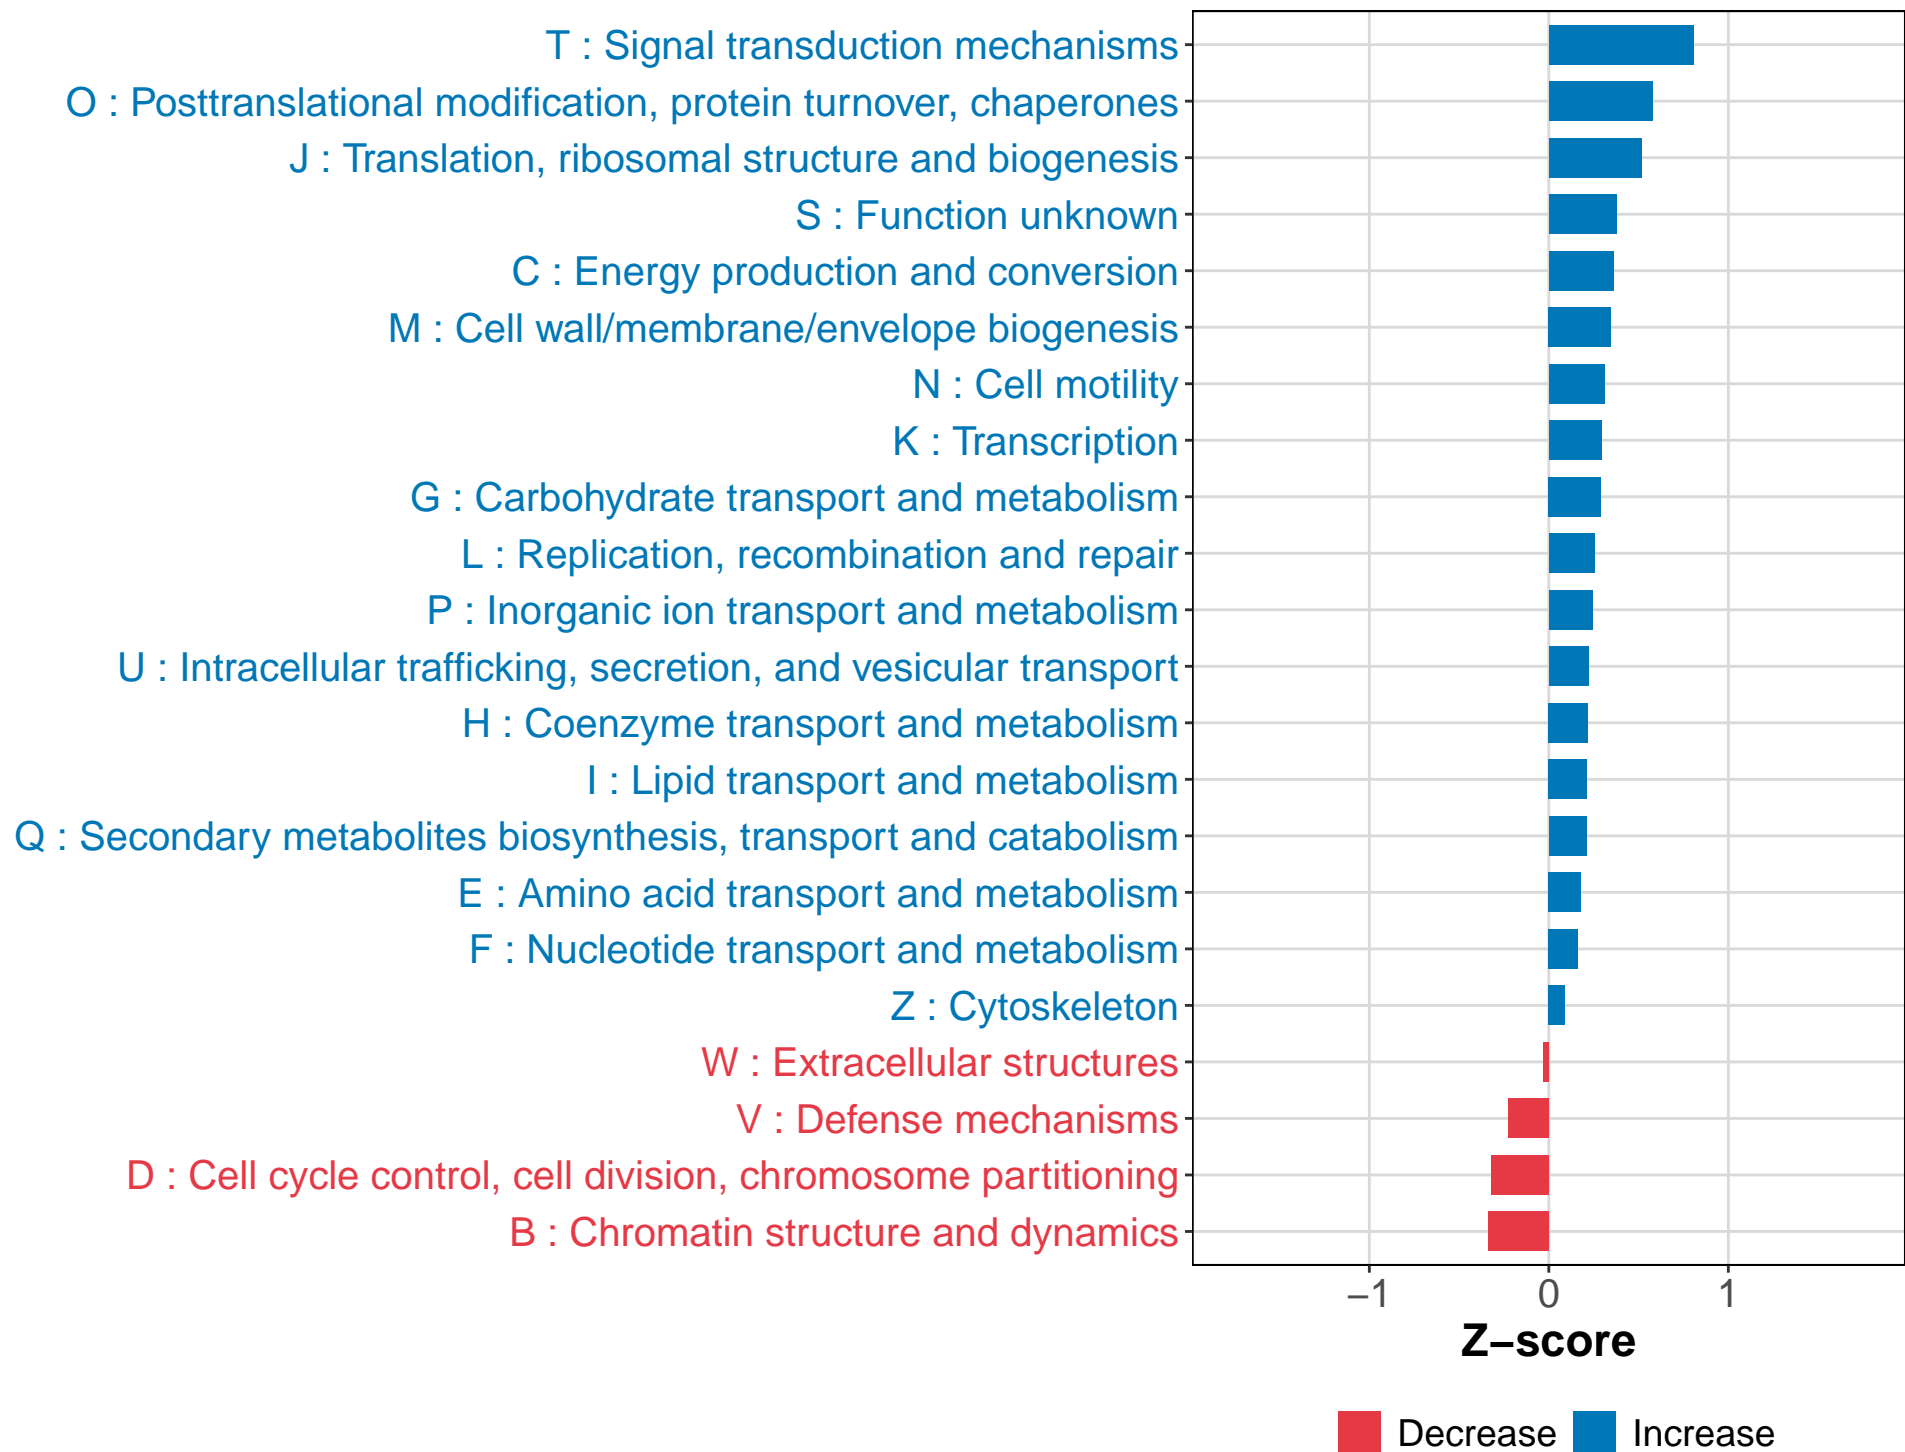 T : Signal transduction mechanisms
O : Posttranslational modification, protein turnover, chaperones
J : Translation, ribosomal structure and biogenesis
S : Function unknown
C : Energy production and conversion
M : Cell wall/membrane/envelope biogenesis
N : Cell motility
K : Transcription
G : Carbohydrate transport and metabolism
L : Replication, recombination and repair
P : Inorganic ion transport and metabolism
U : Intracellular trafficking, secretion, and vesicular transport
H : Coenzyme transport and metabolism
I : Lipid transport and metabolism
Q : Secondary metabolites biosynthesis, transport and catabolism
E : Amino acid transport and metabolism
F : Nucleotide transport and metabolism
Z : Cytoskeleton
W : Extracellular structures
V : Defense mechanisms
D : Cell cycle control, cell division, chromosome partitioning
B : Chromatin structure and dynamics
−1 0 1
Z−score
Decrease Increase